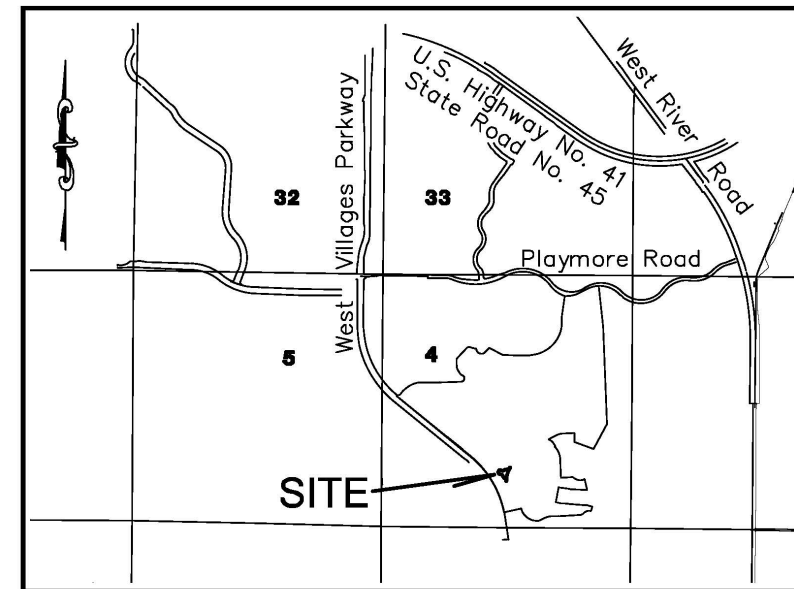 West River Road
U.S. Highway No. 41
State Road No. 45
West Villages Parkway
32
33
Playmore Road
5
4
SITE